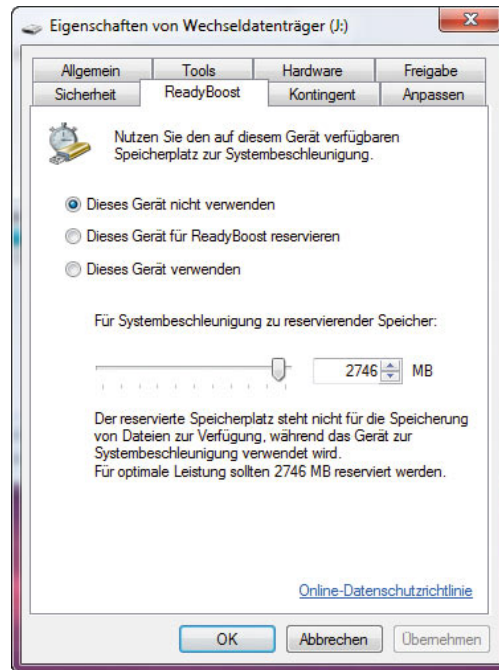 Eigenschaften von Wechseldatenträger (J:)
Allgemein Tools Hardware Freigabe
Sicherheit ReadyBoost Kontingent Anpassen
Nutzen Sie den auf diesem Gerät verfügbaren
Speicherplatz zur Systembeschleunigung.
Dieses Gerät nicht verwenden
Dieses Gerät für ReadyBoost reservieren
Dieses Gerät verwenden
Für Systembeschleunigung zu reservierender Speicher:
2746 MB
Der reservierte Speicherplatz steht nicht für die Speicherung
von Dateien zur Verfügung, während das Gerät zur
Systembeschleunigung verwendet wird.
Für optimale Leistung sollten 2746 MB reserviert werden.
Online-Datenschutzrichtlinie
OK Abbrechen Übernehmen